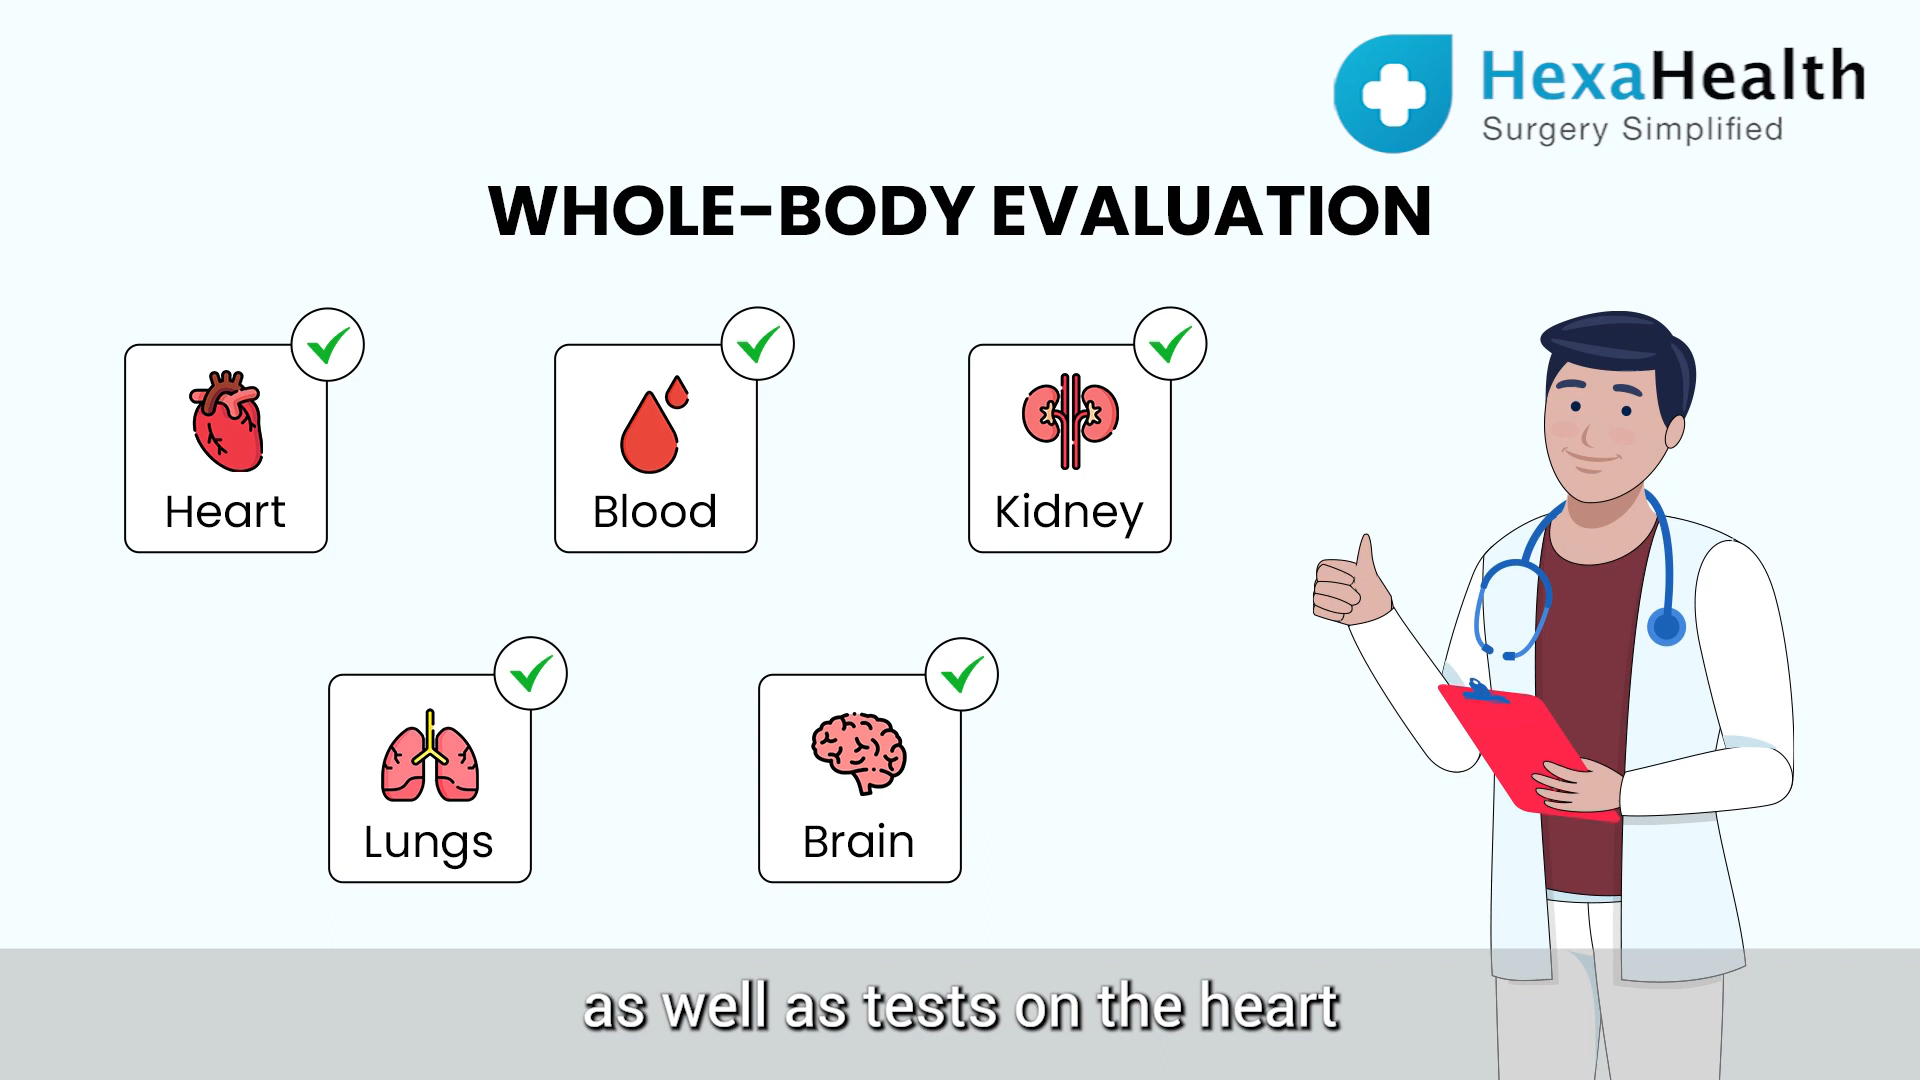 HexaHealth
Surgery Simplified
WHOLE-BODY EVALUATION
Heart
Blood
Kidney
Lungs
Brain
as well as tests on the heart